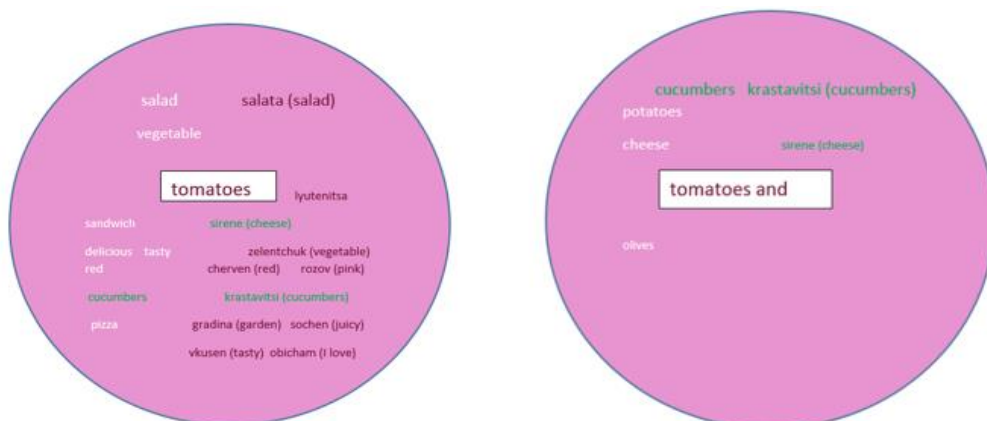 salad salata (salad)
vegetable
tomatoes
lyutenitsa
sandwich sirene (cheese)
delicious tasty zelentchuk (vegetable)
red cherven (red) rozov (pink)
cucumbers krastavitsi (cucumbers)
pizza gradina (garden) sochen (juicy)
vkusen (tasty) obicham (I love)
cucumbers krastavitsi (cucumbers)
potatoes
cheese sirene (cheese)
tomatoes and
olives